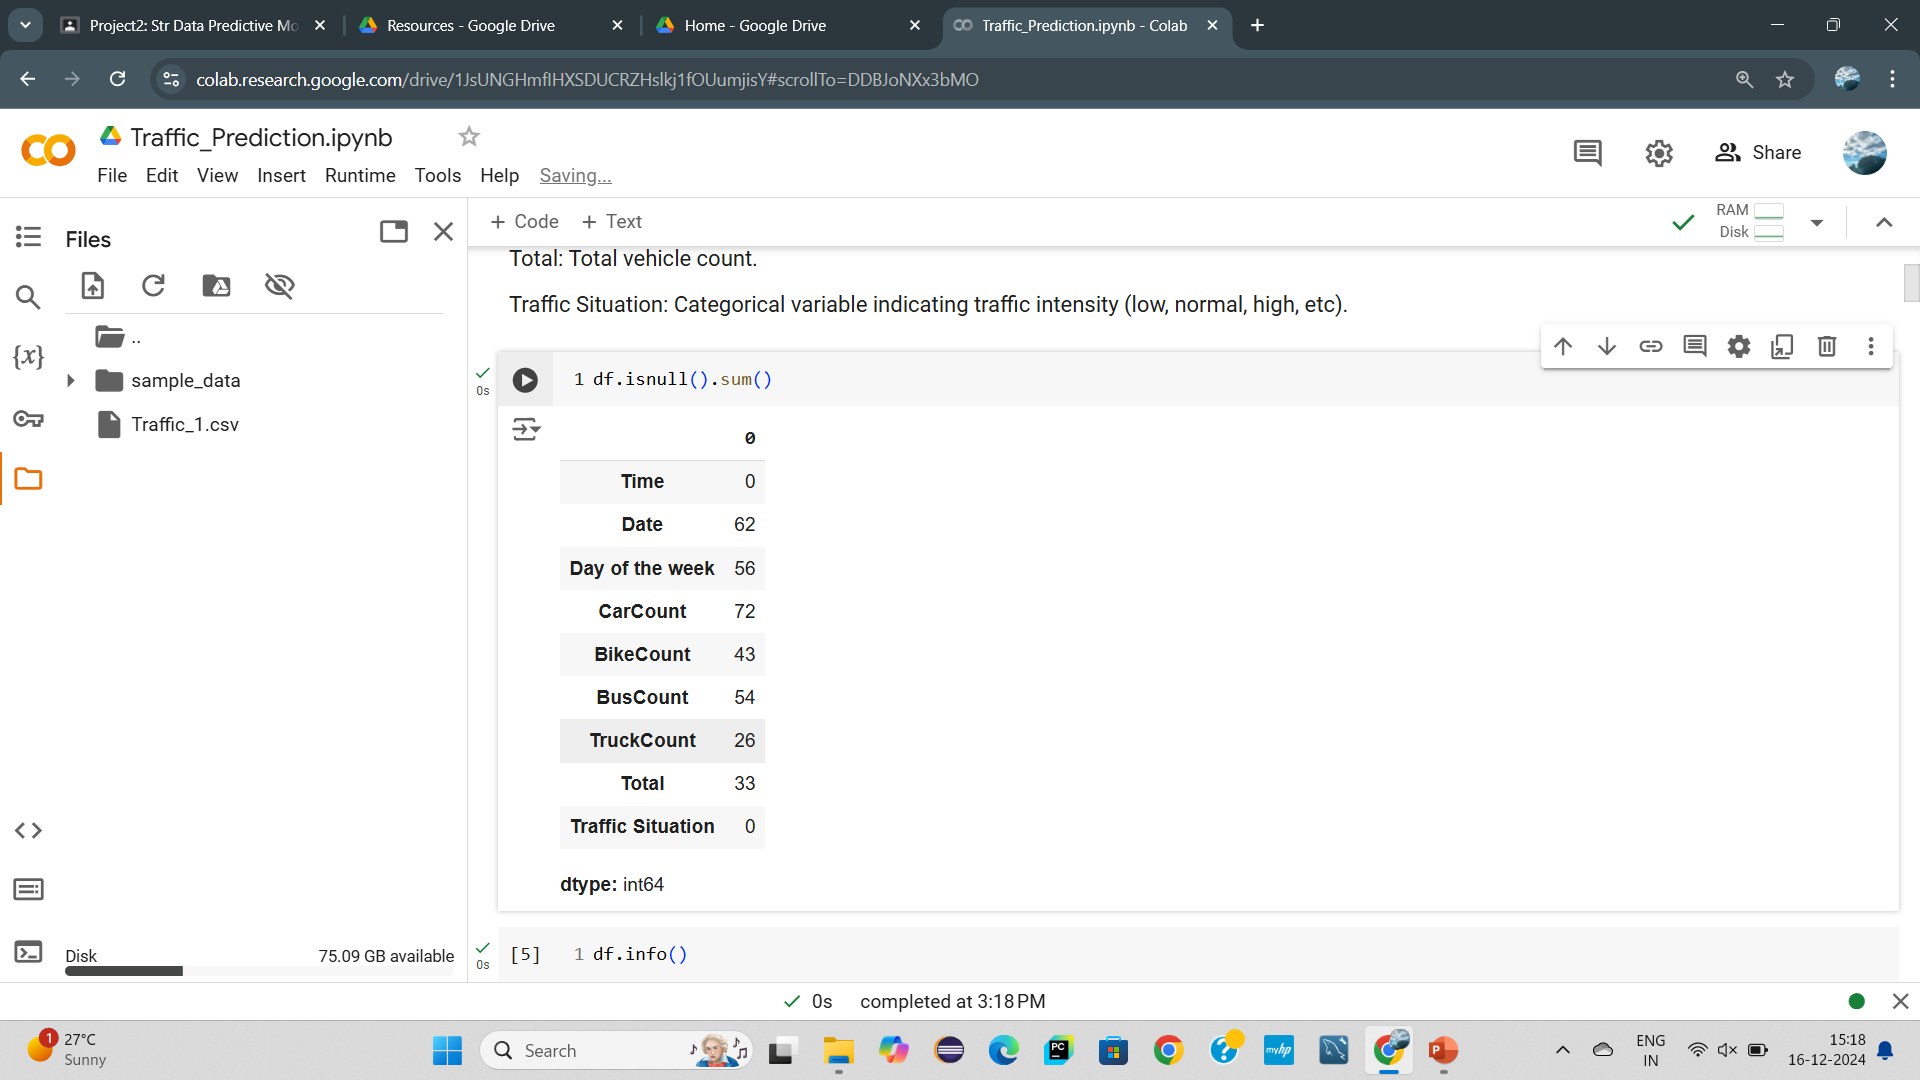 Project2: Str Data Predictive Mo
Resources - Google Drive
Home - Google Drive
Traffic_Prediction.ipynb - Colab
colab.research.google.com/drive/1JsUNGHmfIHXSDUCRZHslkj1fOUumjisY#scrollTo=DDBJoNXx3bMO
Traffic_Prediction.ipynb
File Edit View Insert Runtime Tools Help Saving...
Share
Files
+ Code + Text
RAM
Disk
..
sample_data
Traffic_1.csv
{x}
Total: Total vehicle count.
Traffic Situation: Categorical variable indicating traffic intensity (low, normal, high, etc).
0s
1 df.isnull().sum()
0
Time 0
Date 62
Day of the week 56
CarCount 72
BikeCount 43
BusCount 54
TruckCount 26
Total 33
Traffic Situation 0
dtype: int64
0s
[5] 1 df.info()
Disk 75.09 GB available
0s completed at 3:18 PM
1
27°C
Sunny
Search
PC
myhp
P
ENG
IN
15:18
16-12-2024